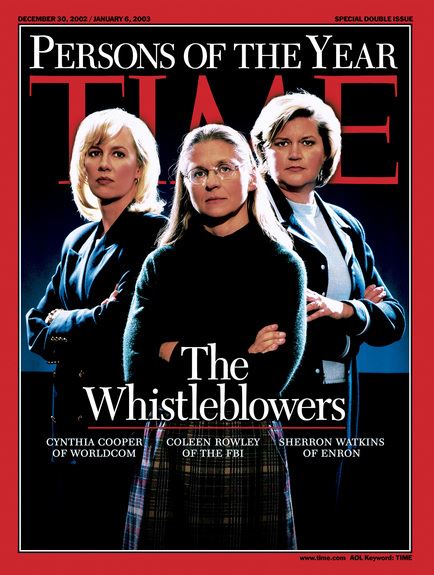 DECEMBER 30, 2002 / JANUARY 6, 2003 SPECIAL DOUBLE ISSUE
PERSONS OF THE YEAR
TIME
The
Whistleblowers
CYNTHIA COOPER
OF WORLDCOM
COLEEN ROWLEY
OF THE FBI
SHERRON WATKINS
OF ENRON
www.time.com AOL Keyword: TIME